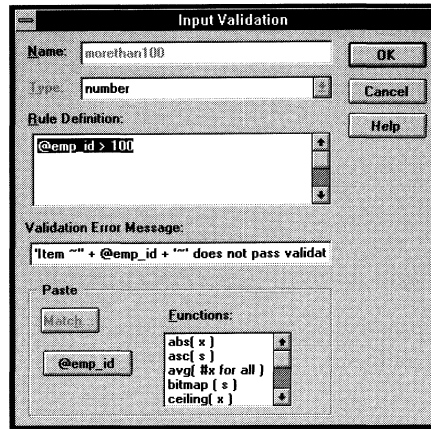 Input Validation
Name: morethan100
OK
Type: number
Cancel
Rule Definition:
Help
@emp_id > 100
Validation Error Message:
'Item ~'' + @emp_id + '~' does not pass validat
Paste
Match...
Functions:
@emp_id
abs( x )
asc( s )
avg( #x for all )
bitmap ( s )
ceiling( x )